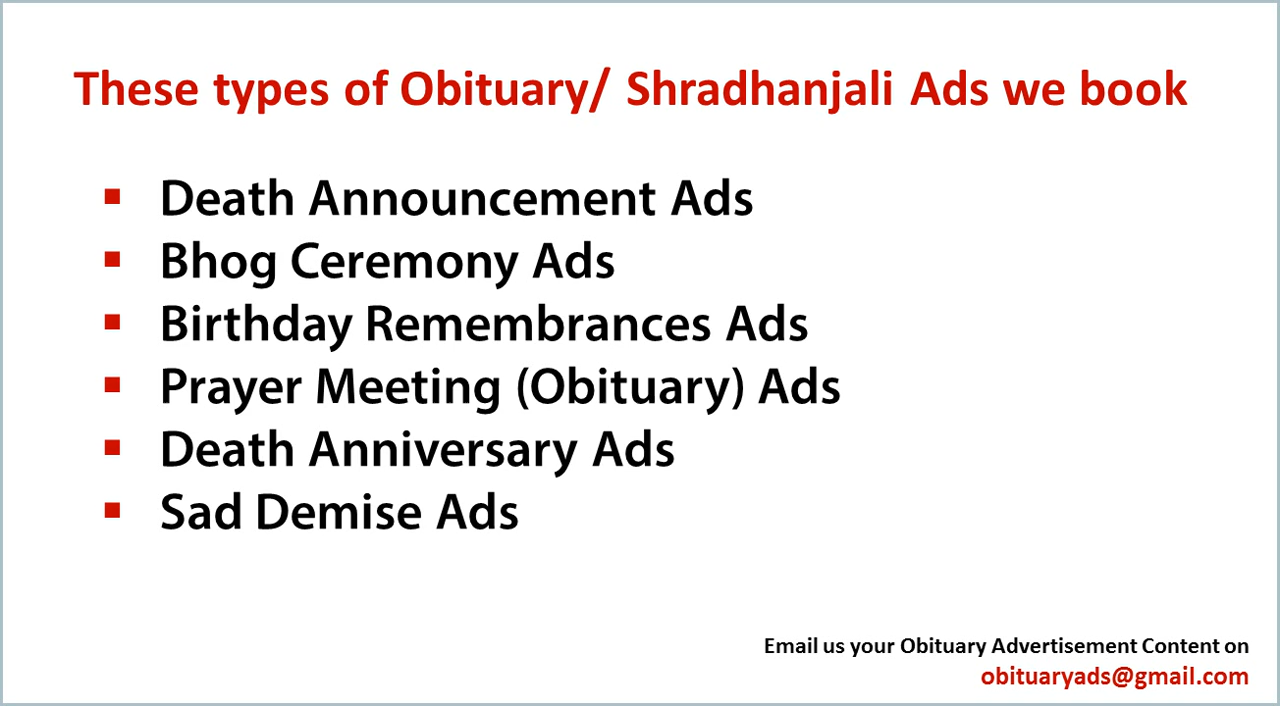 These types of Obituary/ Shradhanjali Ads we book
▪ Death Announcement Ads
▪ Bhog Ceremony Ads
▪ Birthday Remembrances Ads
▪ Prayer Meeting (Obituary) Ads
▪ Death Anniversary Ads
▪ Sad Demise Ads
Email us your Obituary Advertisement Content on
obituaryads@gmail.com